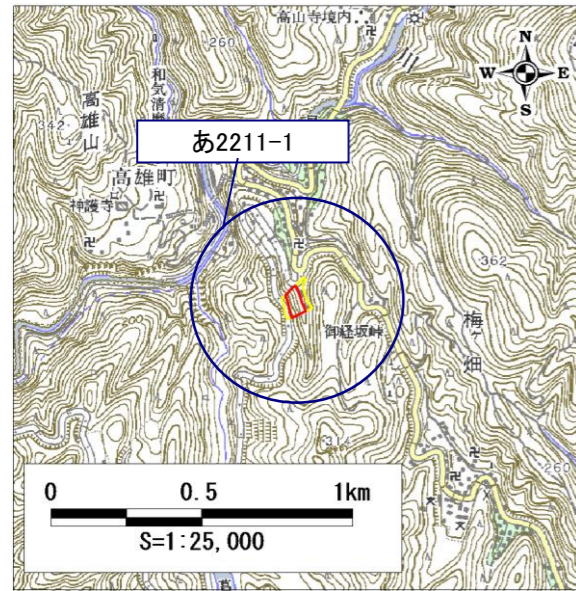 高山寺境内
260
川
N
W E
S
和気清麿
高雄山
342
あ2211-1
高雄町
神護寺
362
梅ヶ畑
御経坂峠
314
260
0 0.5 1km
S=1:25,000